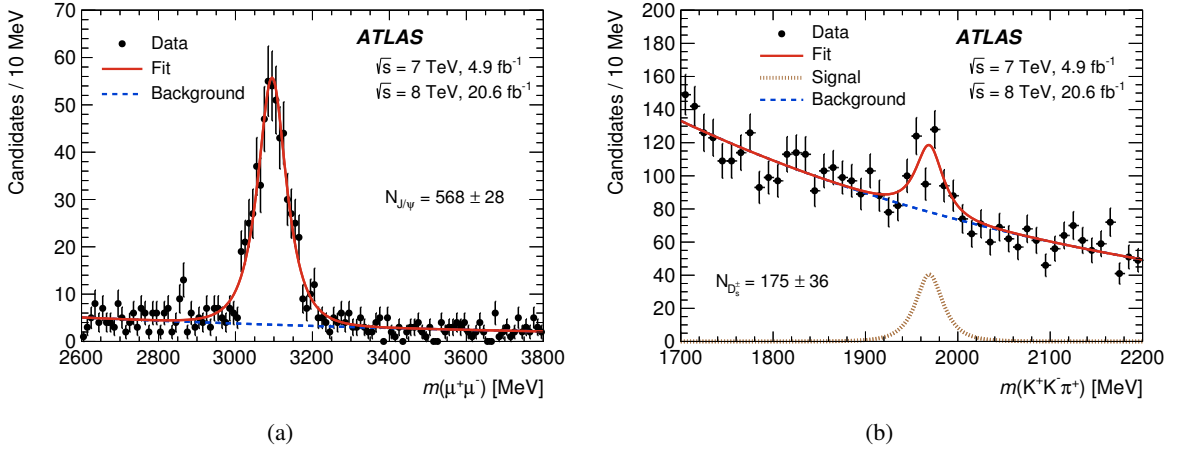 Candidates / 10 MeV
70
60
50
40
30
20
10
0
2600 2800 3000 3200 3400 3600 3800
m(μ⁺μ⁻) [MeV]
Data
Fit
Background
ATLAS
√s = 7 TeV, 4.9 fb⁻¹
√s = 8 TeV, 20.6 fb⁻¹
N_{J/ψ} = 568 ± 28
(a)
Candidates / 10 MeV
200
180
160
140
120
100
80
60
40
20
0
1700 1800 1900 2000 2100 2200
m(K⁺K⁻π⁺) [MeV]
Data
Fit
Signal
Background
ATLAS
√s = 7 TeV, 4.9 fb⁻¹
√s = 8 TeV, 20.6 fb⁻¹
N_{D_s^±} = 175 ± 36
(b)